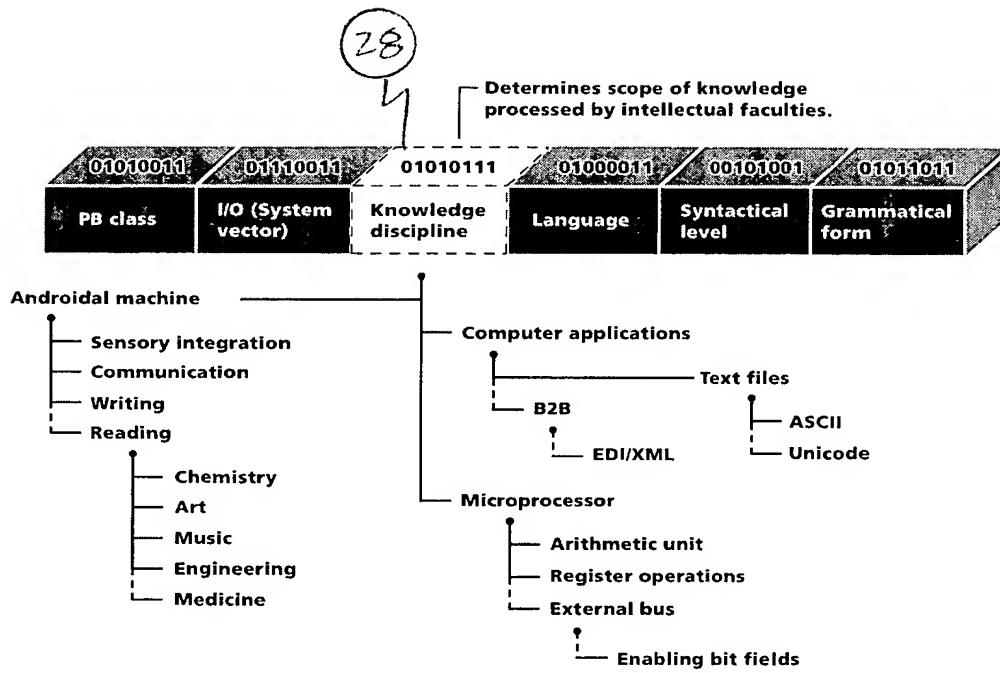 28
Determines scope of knowledge
processed by intellectual faculties.
01010011 01110011 01010111 01000011 00101001 01011011
PB class
I/O (System
vector)
Knowledge
discipline
Language
Syntactical
level
Grammatical
form
Androidal machine
Sensory integration
Communication
Writing
Reading
Chemistry
Art
Music
Engineering
Medicine
Computer applications
Text files
B2B
ASCII
EDI/XML
Unicode
Microprocessor
Arithmetic unit
Register operations
External bus
Enabling bit fields